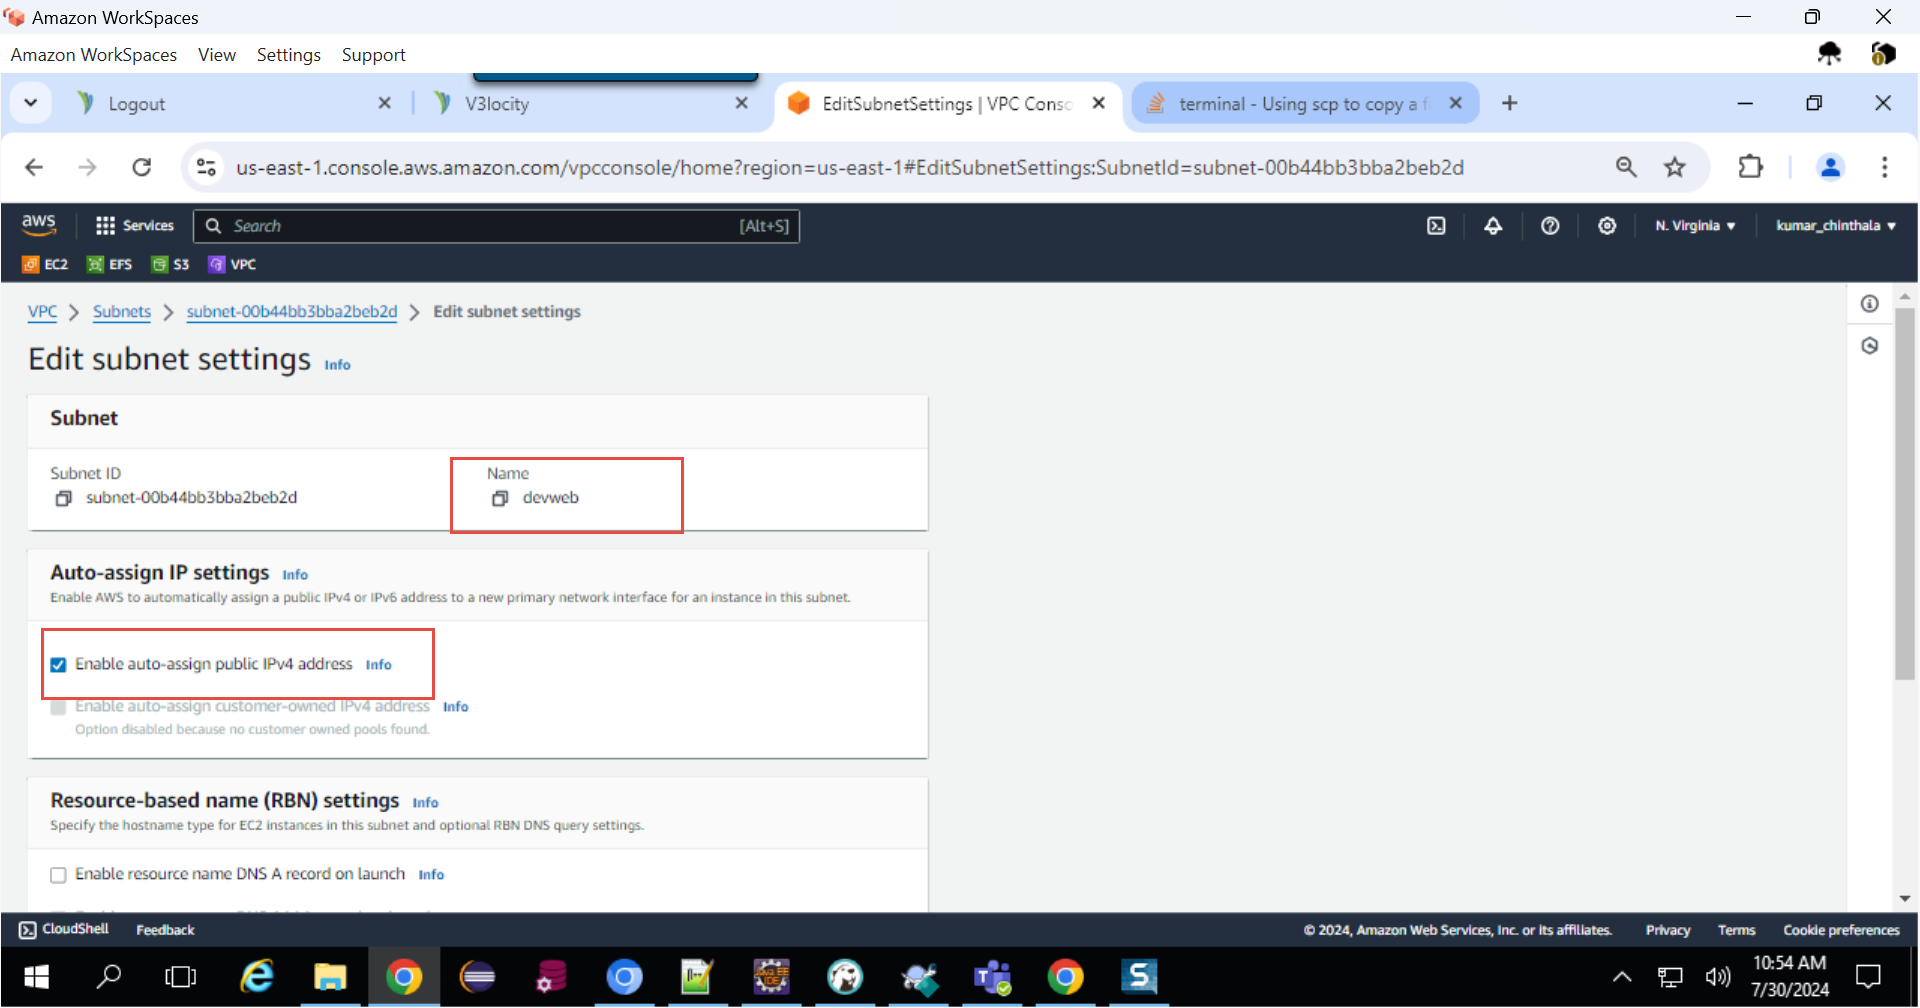 Amazon WorkSpaces
Amazon WorkSpaces View Settings Support
Logout V3locity EditSubnetSettings | VPC Conso terminal - Using scp to copy a f
us-east-1.console.aws.amazon.com/vpcconsole/home?region=us-east-1#EditSubnetSettings:SubnetId=subnet-00b44bb3bba2beb2d
aws Services Search [Alt+S] N. Virginia kumar_chinthala
EC2 EFS S3 VPC
VPC Subnets subnet-00b44bb3bba2beb2d Edit subnet settings
Edit subnet settings Info
Subnet
Subnet ID Name
subnet-00b44bb3bba2beb2d devweb
Auto-assign IP settings Info
Enable AWS to automatically assign a public IPv4 or IPv6 address to a new primary network interface for an instance in this subnet.
Enable auto-assign public IPv4 address Info
Enable auto-assign customer-owned IPv4 address Info
Option disabled because no customer owned pools found.
Resource-based name (RBN) settings Info
Specify the hostname type for EC2 instances in this subnet and optional RBN DNS query settings.
Enable resource name DNS A record on launch Info
CloudShell Feedback © 2024, Amazon Web Services, Inc. or its affiliates. Privacy Terms Cookie preferences
10:54 AM
7/30/2024